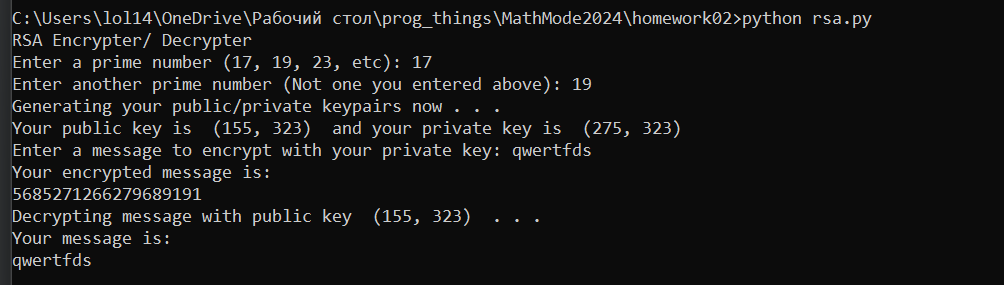 C:\Users\lol14\OneDrive\Рабочий стол\prog_things\MathMode2024\homework02>python rsa.py
RSA Encrypter/ Decrypter
Enter a prime number (17, 19, 23, etc): 17
Enter another prime number (Not one you entered above): 19
Generating your public/private keypairs now . . .
Your public key is  (155, 323)  and your private key is  (275, 323)
Enter a message to encrypt with your private key: qwertfds
Your encrypted message is:
5685271266279689191
Decrypting message with public key  (155, 323)  . . .
Your message is:
qwertfds